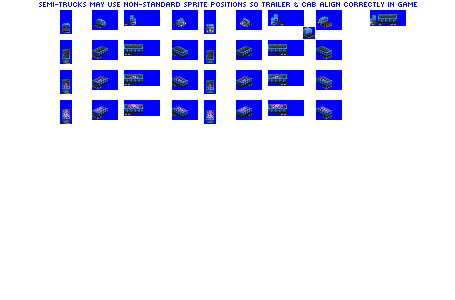 SEMI-TRUCKS MAY USE NON-STANDARD SPRITE POSITIONS SO TRAILER & CAB ALIGN CORRECTLY IN GAME